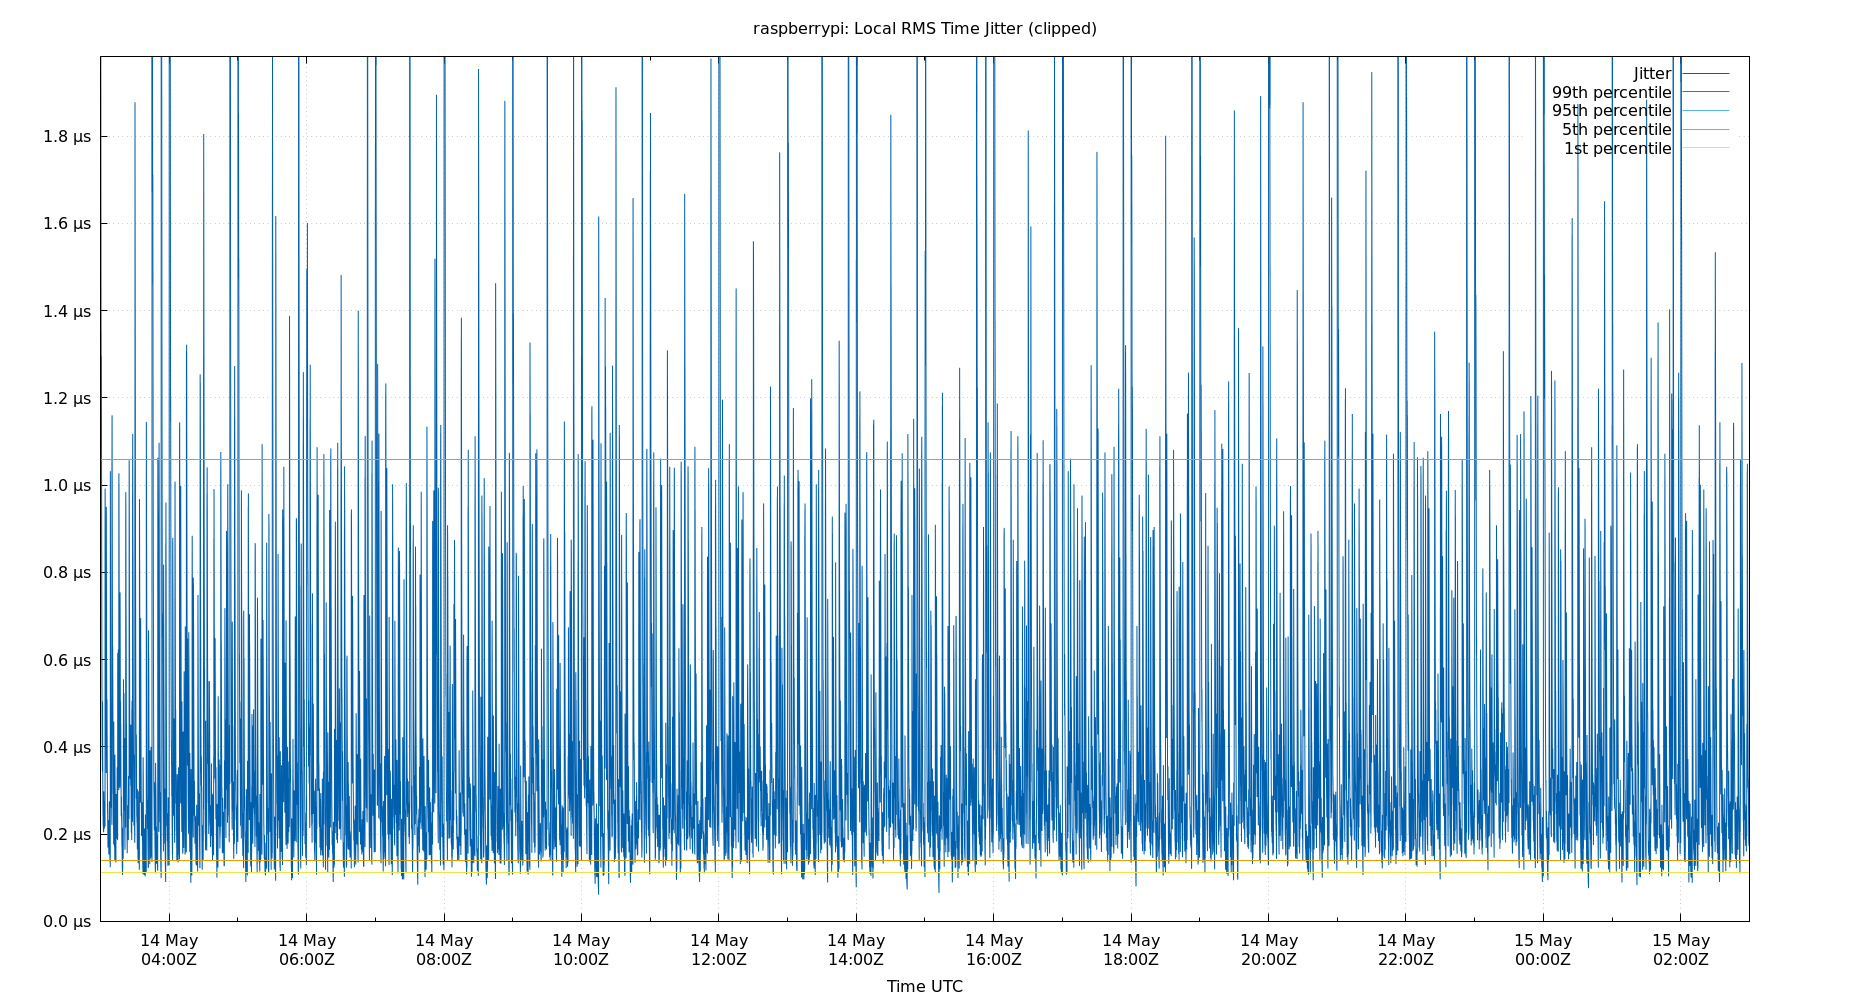 raspberrypi: Local RMS Time Jitter (clipped)
Jitter
99th percentile
95th percentile
5th percentile
1st percentile
1.8 µs
1.6 µs
1.4 µs
1.2 µs
1.0 µs
0.8 µs
0.6 µs
0.4 µs
0.2 µs
0.0 µs
14 May 14 May 14 May 14 May 14 May 14 May 14 May 14 May 14 May 14 May 15 May 15 May
04:00Z 06:00Z 08:00Z 10:00Z 12:00Z 14:00Z 16:00Z 18:00Z 20:00Z 22:00Z 00:00Z 02:00Z
Time UTC